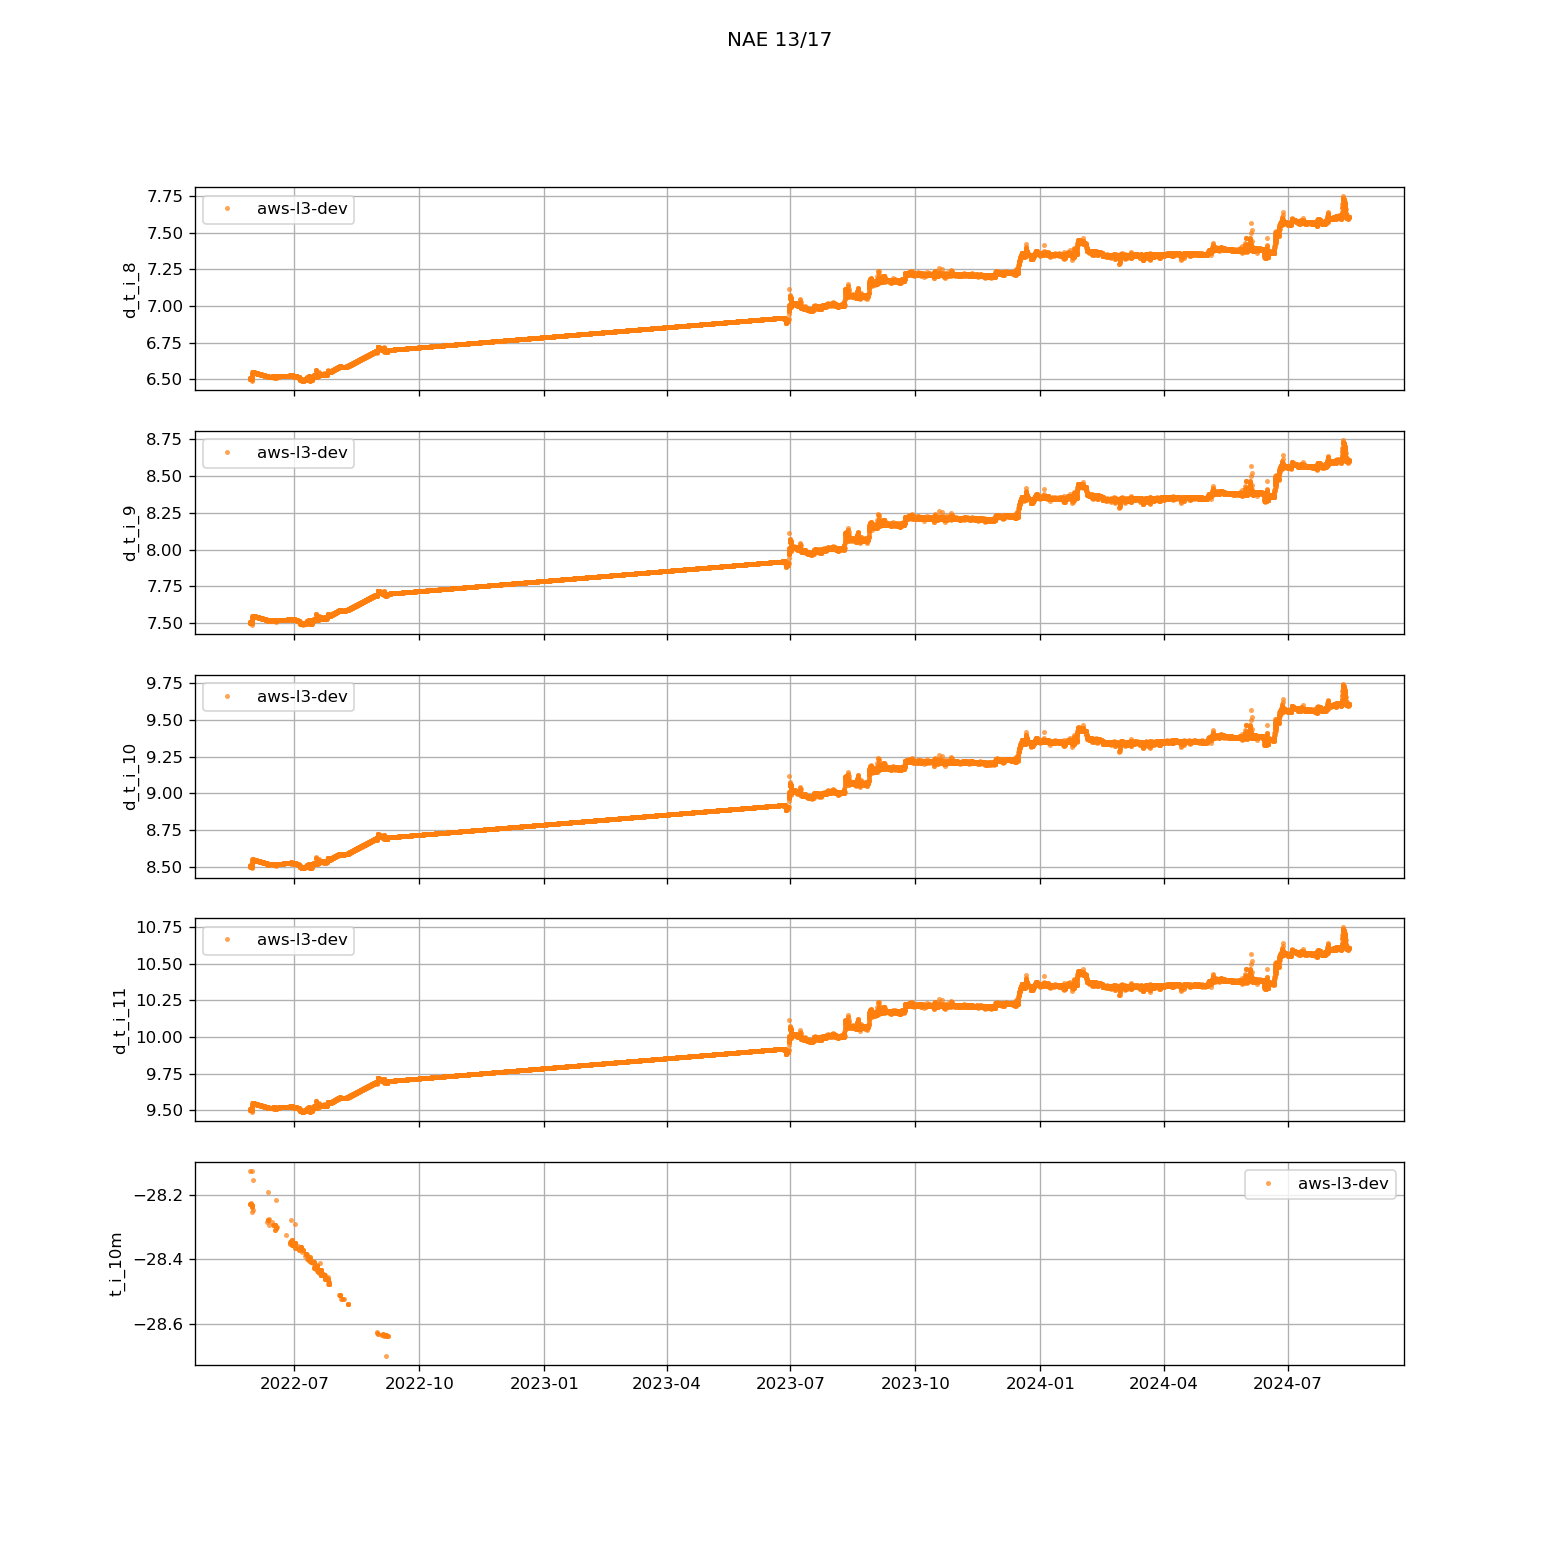 NAE 13/17
7.75
7.50
7.25
7.00
6.75
6.50
d_t_i_8
aws-l3-dev
8.75
8.50
8.25
8.00
7.75
7.50
d_t_i_9
aws-l3-dev
9.75
9.50
9.25
9.00
8.75
8.50
d_t_i_10
aws-l3-dev
10.75
10.50
10.25
10.00
9.75
9.50
d_t_i_11
aws-l3-dev
−28.2
−28.4
−28.6
t_i_10m
aws-l3-dev
2022-07 2022-10 2023-01 2023-04 2023-07 2023-10 2024-01 2024-04 2024-07